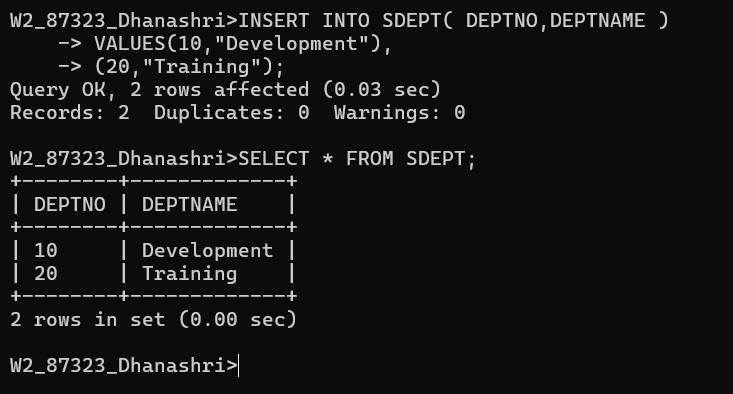 W2_87323_Dhanashri>INSERT INTO SDEPT( DEPTNO,DEPTNAME )
    -> VALUES(10,"Development"),
    -> (20,"Training");
Query OK, 2 rows affected (0.03 sec)
Records: 2  Duplicates: 0  Warnings: 0

W2_87323_Dhanashri>SELECT * FROM SDEPT;
+--------+-------------+
| DEPTNO | DEPTNAME    |
+--------+-------------+
| 10     | Development |
| 20     | Training    |
+--------+-------------+
2 rows in set (0.00 sec)

W2_87323_Dhanashri>